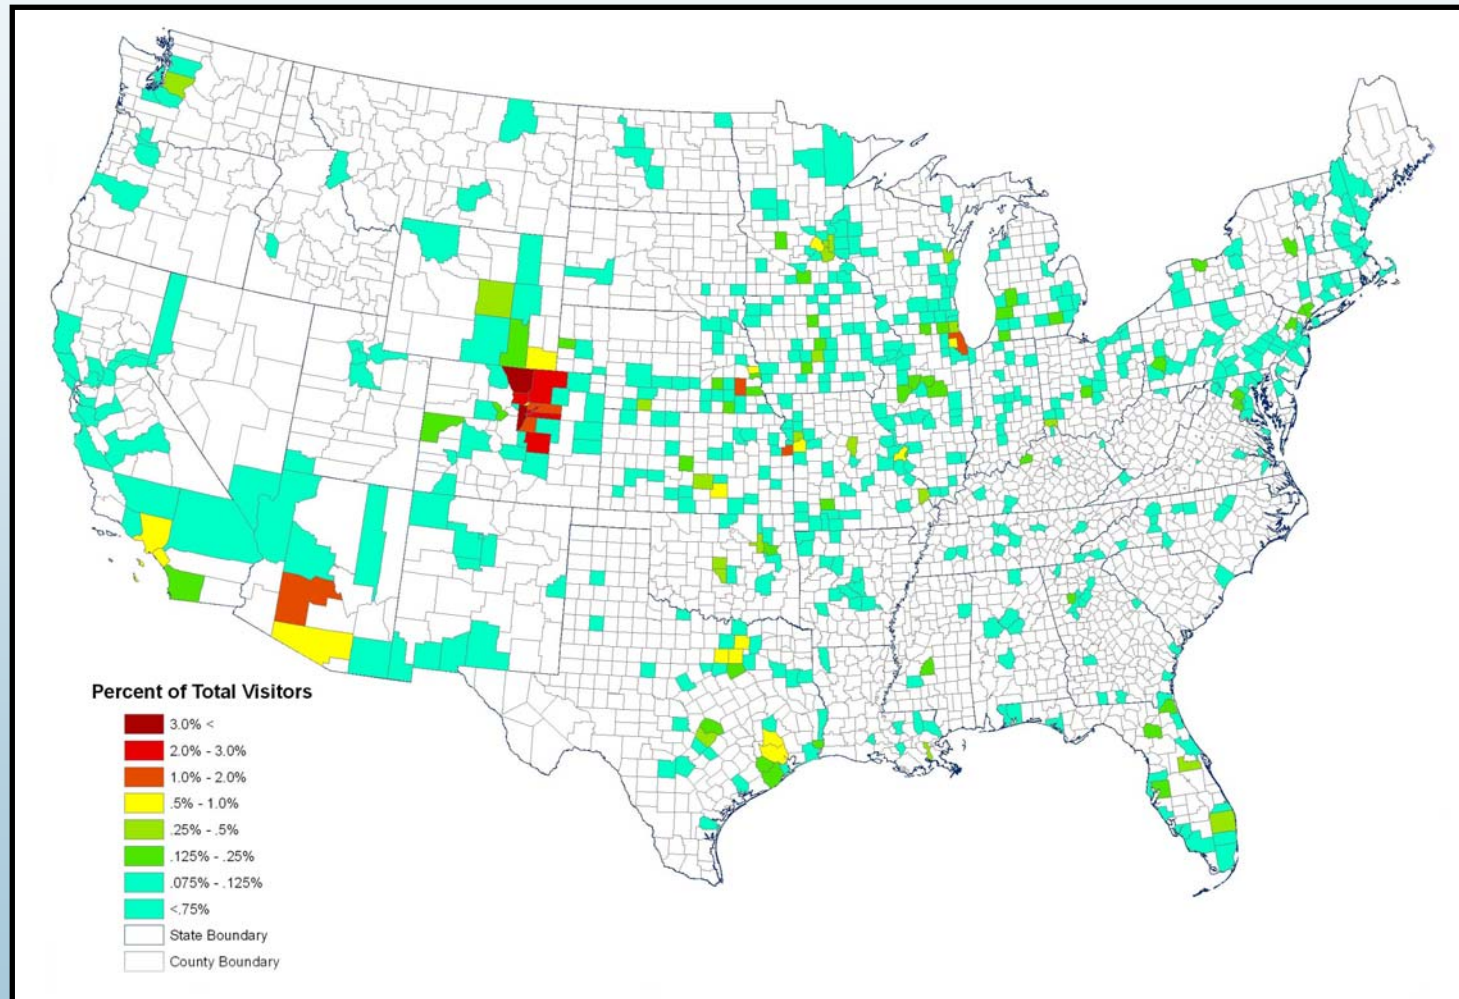 Percent of Total Visitors
3.0% <
2.0% - 3.0%
1.0% - 2.0%
.5% - 1.0%
.25% - .5%
.125% - .25%
.075% - .125%
<.75%
State Boundary
County Boundary